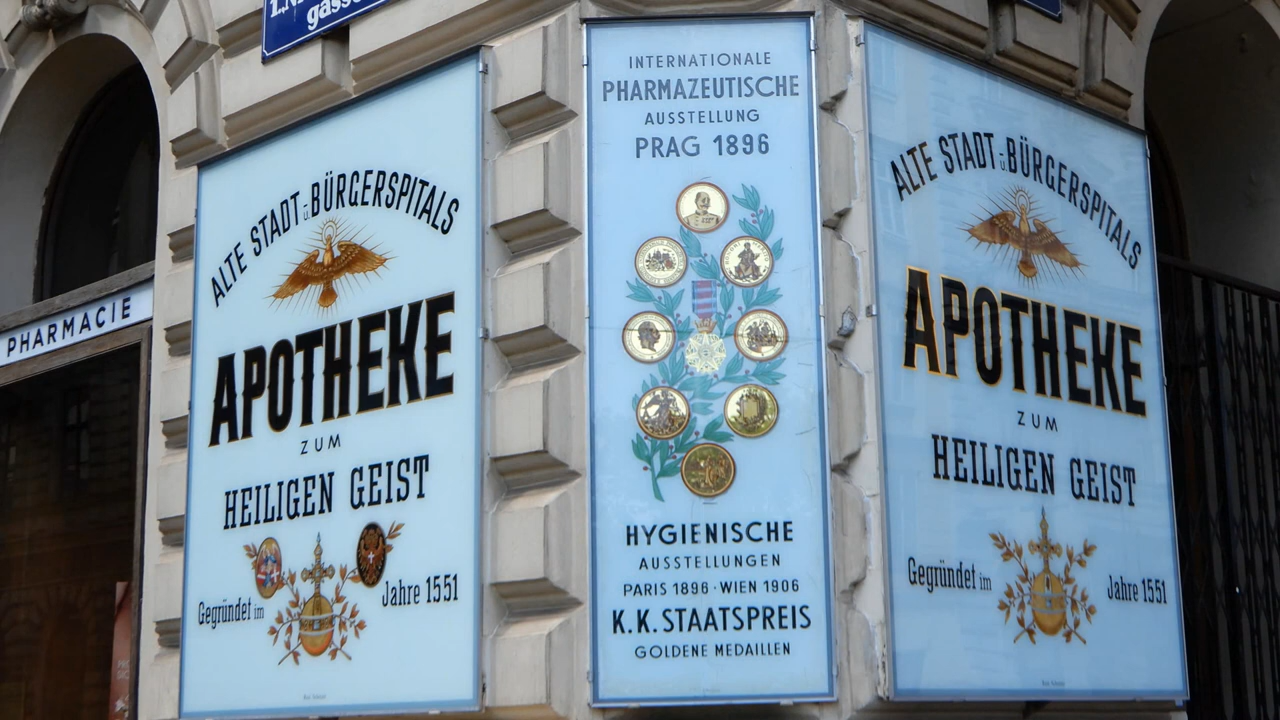 gasse
PHARMACIE
ALTE STADT u. BÜRGERSPITALS
APOTHEKE
ZUM
HEILIGEN GEIST
Gegründet im Jahre 1551
INTERNATIONALE
PHARMAZEUTISCHE
AUSSTELLUNG
PRAG 1896
HYGIENISCHE
AUSSTELLUNGEN
PARIS 1896 · WIEN 1906
K.K. STAATSPREIS
GOLDENE MEDAILLEN
ALTE STADT u. BÜRGERSPITALS
APOTHEKE
ZUM
HEILIGEN GEIST
Gegründet im Jahre 1551